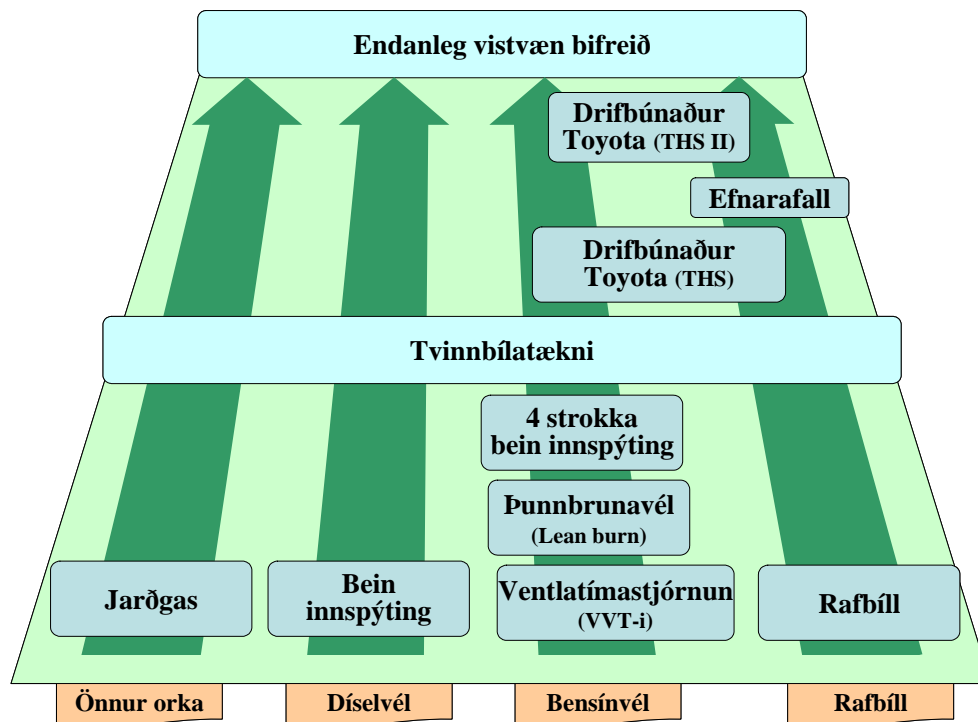 Endanleg vistvæn bifreið
Drifbúnaður
Toyota (THS II)
Efnarafall
Drifbúnaður
Toyota (THS)
Tvinnbílatækni
4 strokka
bein innspýting
Þunnbrunavél
(Lean burn)
Jarðgas
Bein
innspýting
Ventlatímastjórnun
(VVT-i)
Rafbíll
Önnur orka
Díselvél
Bensínvél
Rafbíll